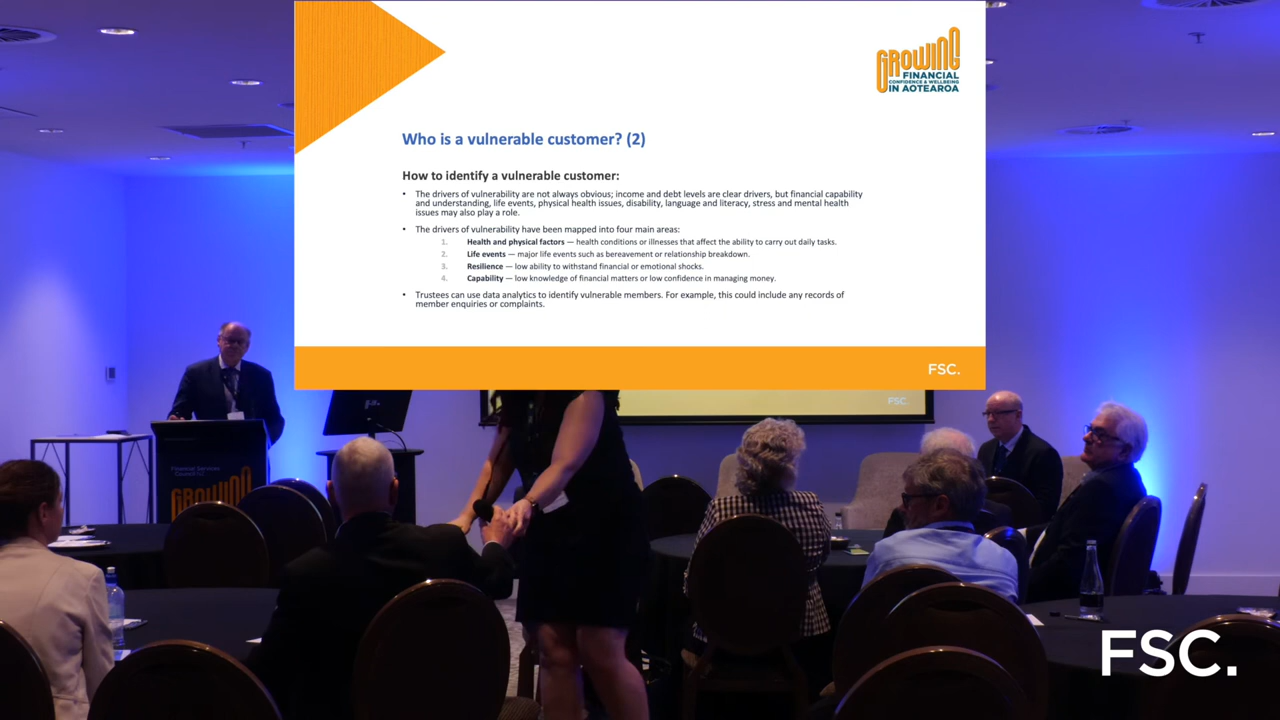 GROWING
FINANCIAL
CONFIDENCE & WELLBEING
IN AOTEAROA
Who is a vulnerable customer? (2)
How to identify a vulnerable customer:
• The drivers of vulnerability are not always obvious; income and debt levels are clear drivers, but financial capability
and understanding, life events, physical health issues, disability, language and literacy, stress and mental health
issues may also play a role.
• The drivers of vulnerability have been mapped into four main areas:
1. Health and physical factors — health conditions or illnesses that affect the ability to carry out daily tasks.
2. Life events — major life events such as bereavement or relationship breakdown.
3. Resilience — low ability to withstand financial or emotional shocks.
4. Capability — low knowledge of financial matters or low confidence in managing money.
• Trustees can use data analytics to identify vulnerable members. For example, this could include any records of
member enquiries or complaints.
FSC.
FSC.
Financial Services
Council NZ
GROWING
FSC.